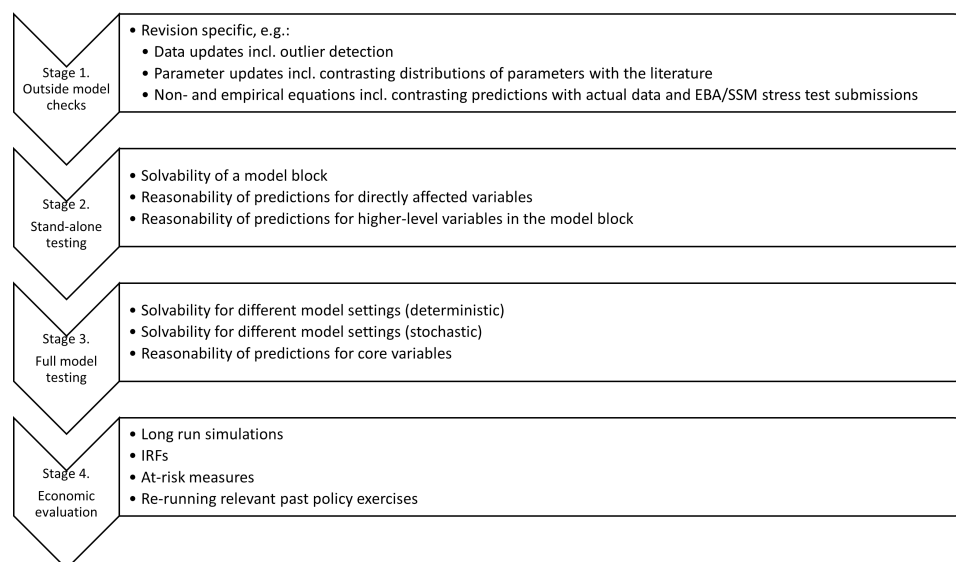 Stage 1.
Outside model
checks
• Revision specific, e.g.:
• Data updates incl. outlier detection
• Parameter updates incl. contrasting distributions of parameters with the literature
• Non- and empirical equations incl. contrasting predictions with actual data and EBA/SSM stress test submissions
Stage 2.
Stand-alone
testing
• Solvability of a model block
• Reasonability of predictions for directly affected variables
• Reasonability of predictions for higher-level variables in the model block
Stage 3.
Full model
testing
• Solvability for different model settings (deterministic)
• Solvability for different model settings (stochastic)
• Reasonability of predictions for core variables
Stage 4.
Economic
evaluation
• Long run simulations
• IRFs
• At-risk measures
• Re-running relevant past policy exercises